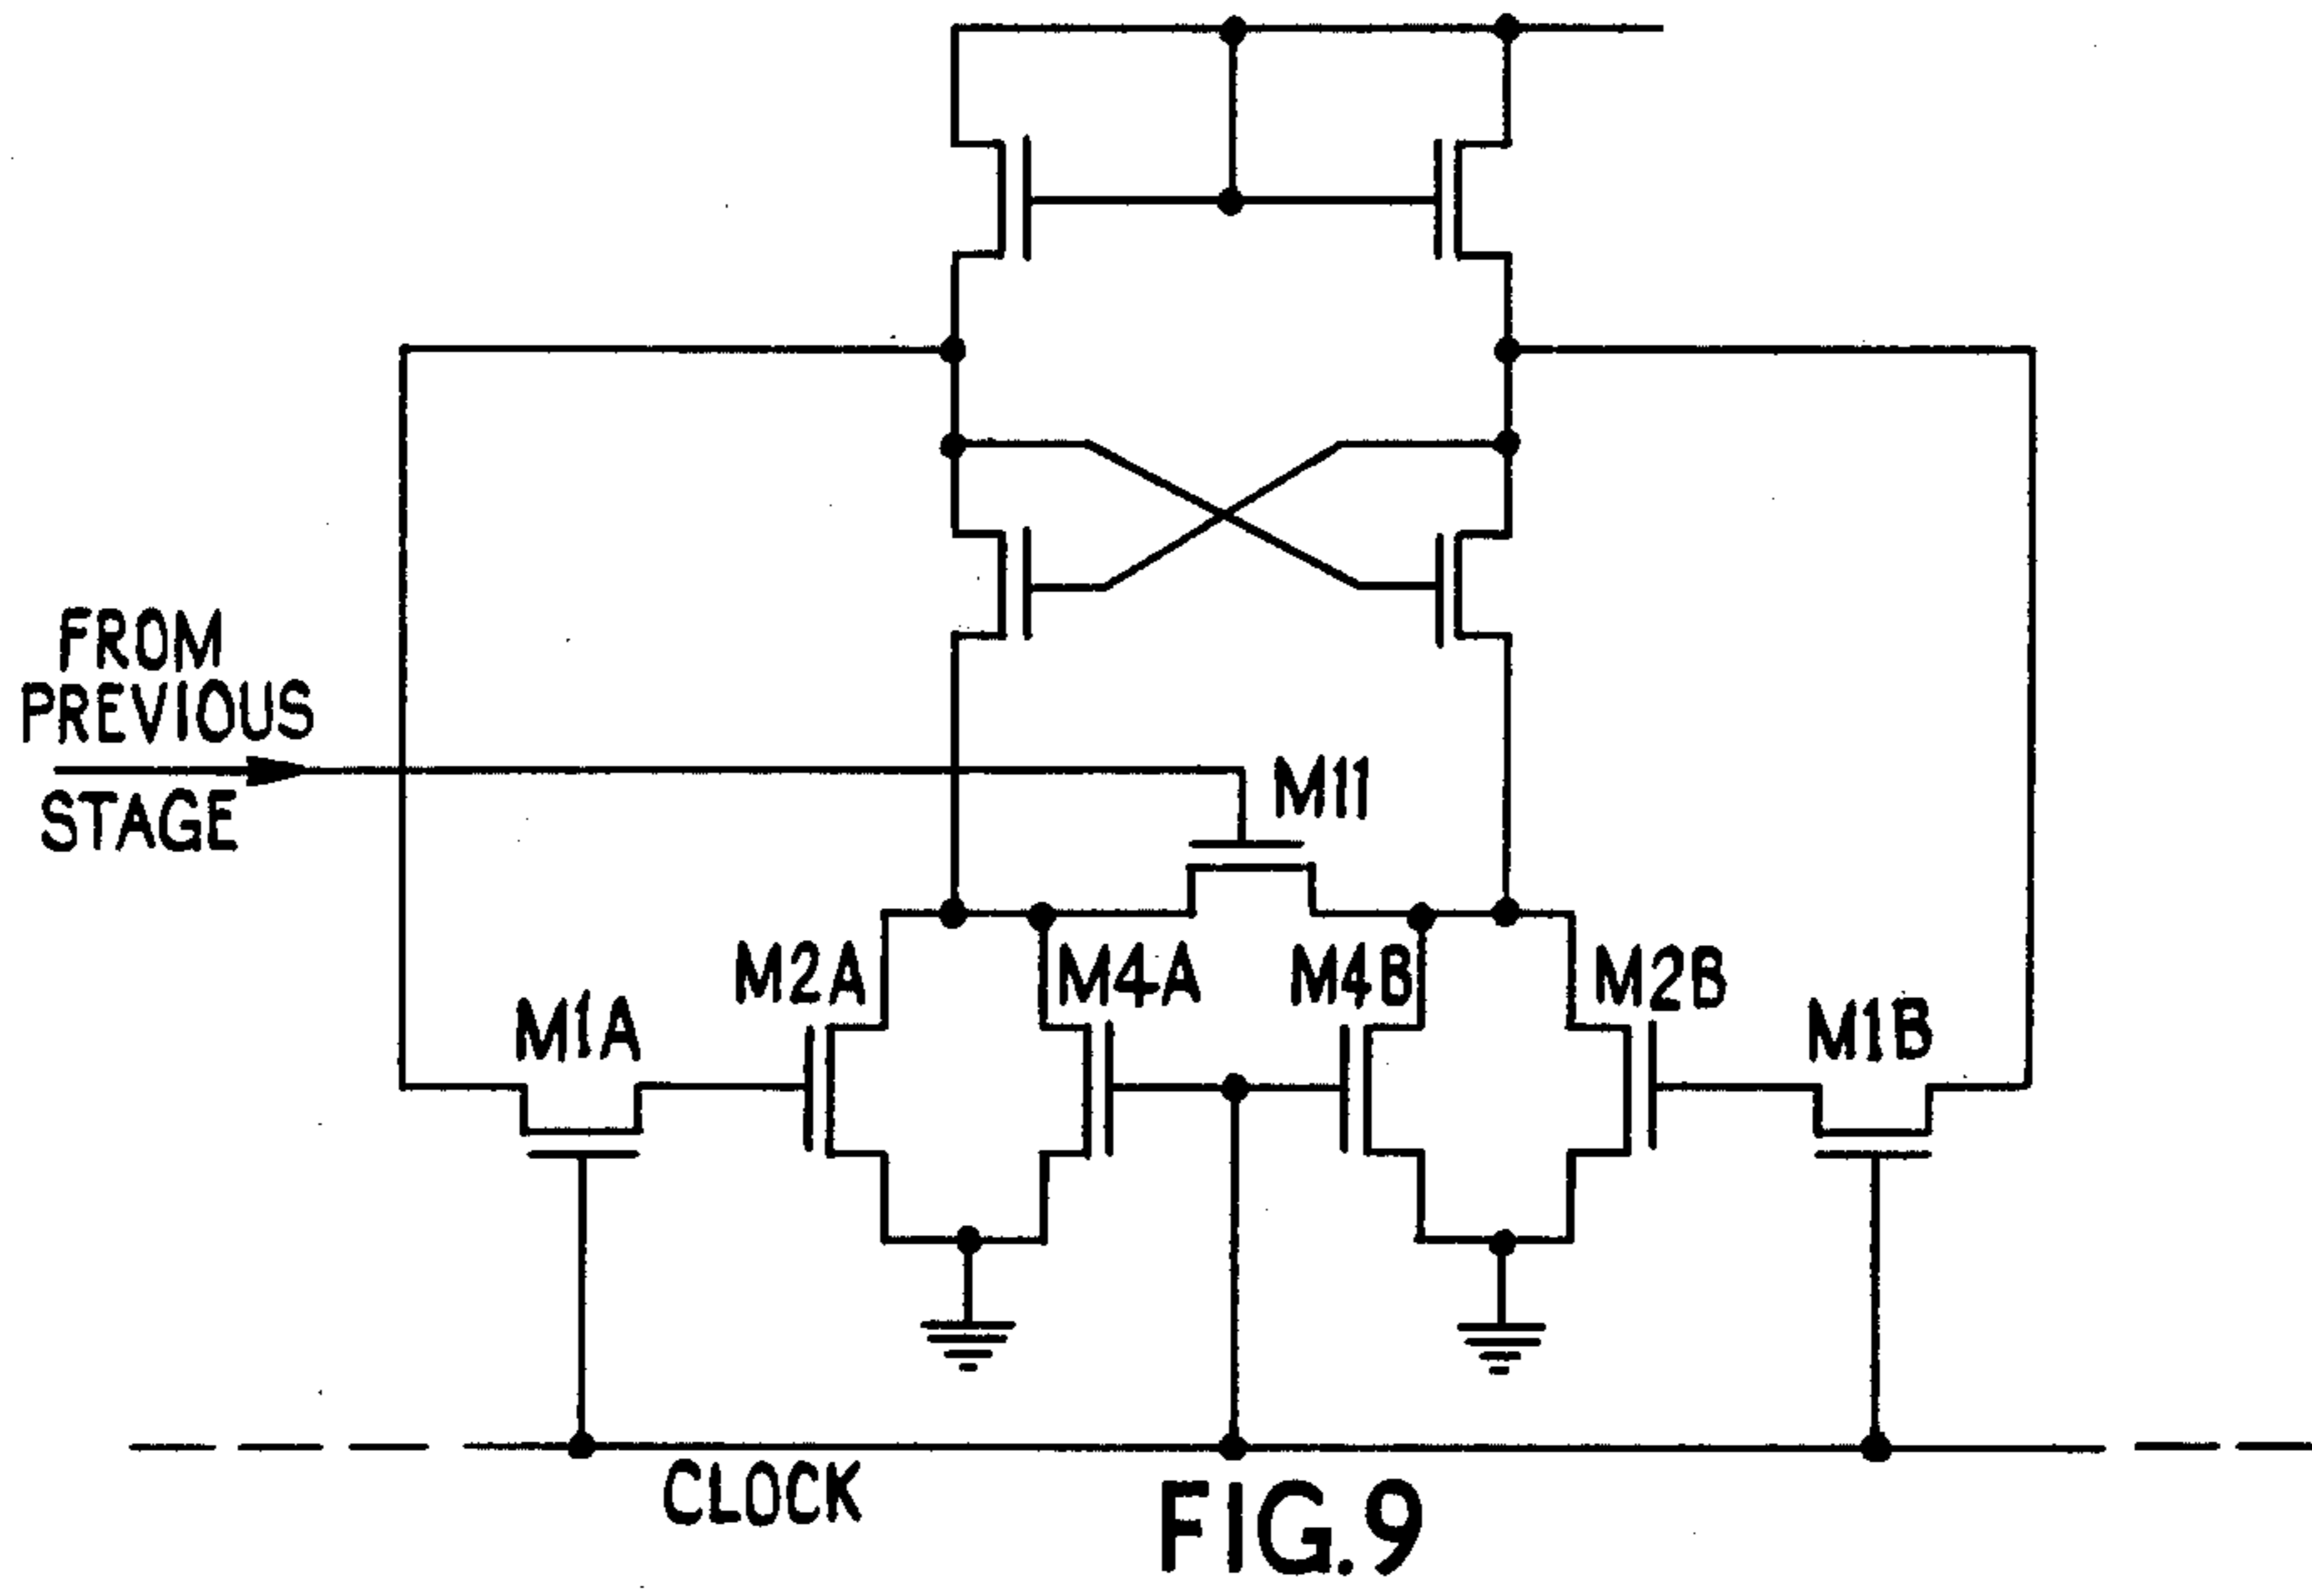 FROM
PREVIOUS
STAGE
M11
M2A
M4A
M4B
M2B
M1A
M1B
CLOCK
FIG.9